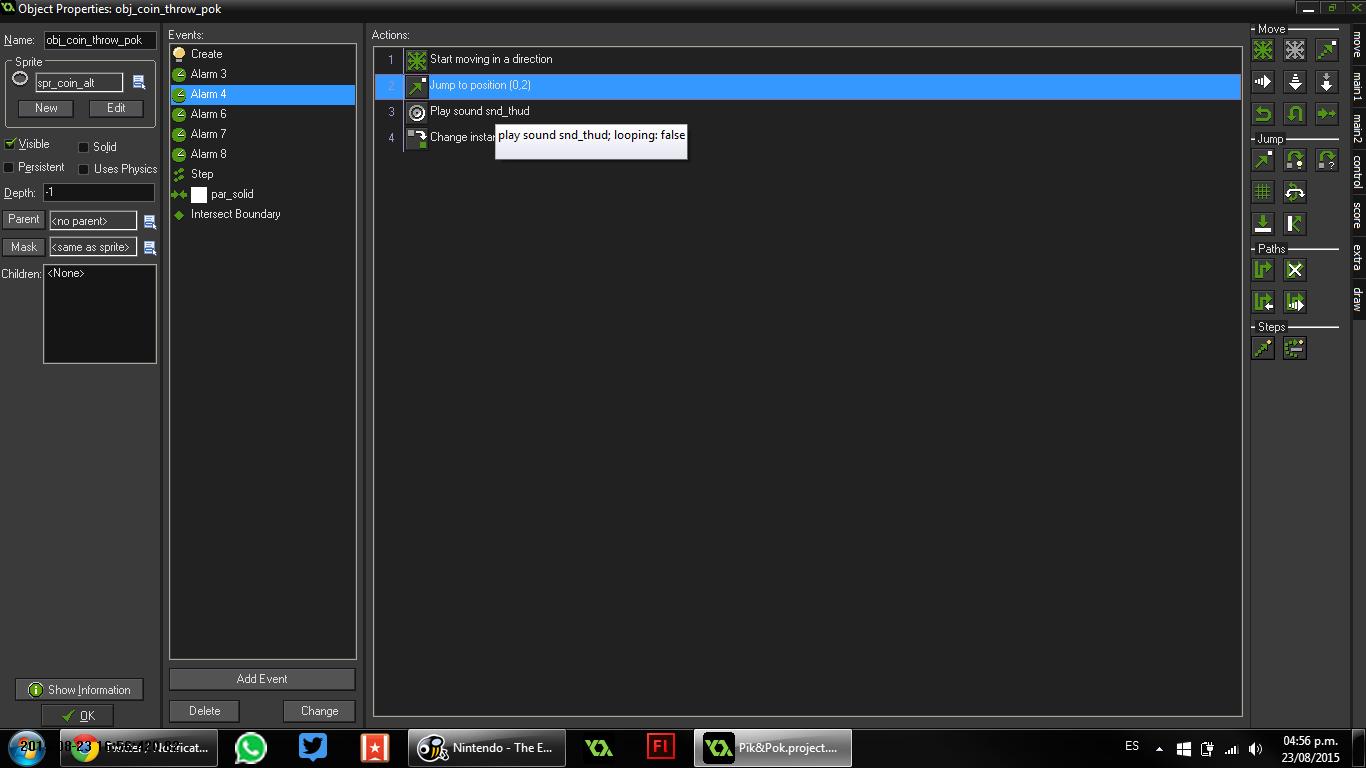 Object Properties: obj_coin_throw_pok
Name: obj_coin_throw_pok
Sprite
spr_coin_alt
New Edit
Visible Solid
Persistent Uses Physics
Depth: -1
Parent <no parent>
Mask <same as sprite>
Children: <None>
Show Information
OK
Events:
Create
Alarm 3
Alarm 4
Alarm 6
Alarm 7
Alarm 8
Step
par_solid
Intersect Boundary
Add Event
Delete Change
Actions:
1 Start moving in a direction
2 Jump to position (0,2)
3 Play sound snd_thud
4 Change instan
play sound snd_thud; looping: false
Move
Jump
Paths
Steps
move
main1
main2
control
score
extra
draw
Nintendo - The E...
Fl
Pik&Pok.project....
ES
04:56 p.m.
23/08/2015